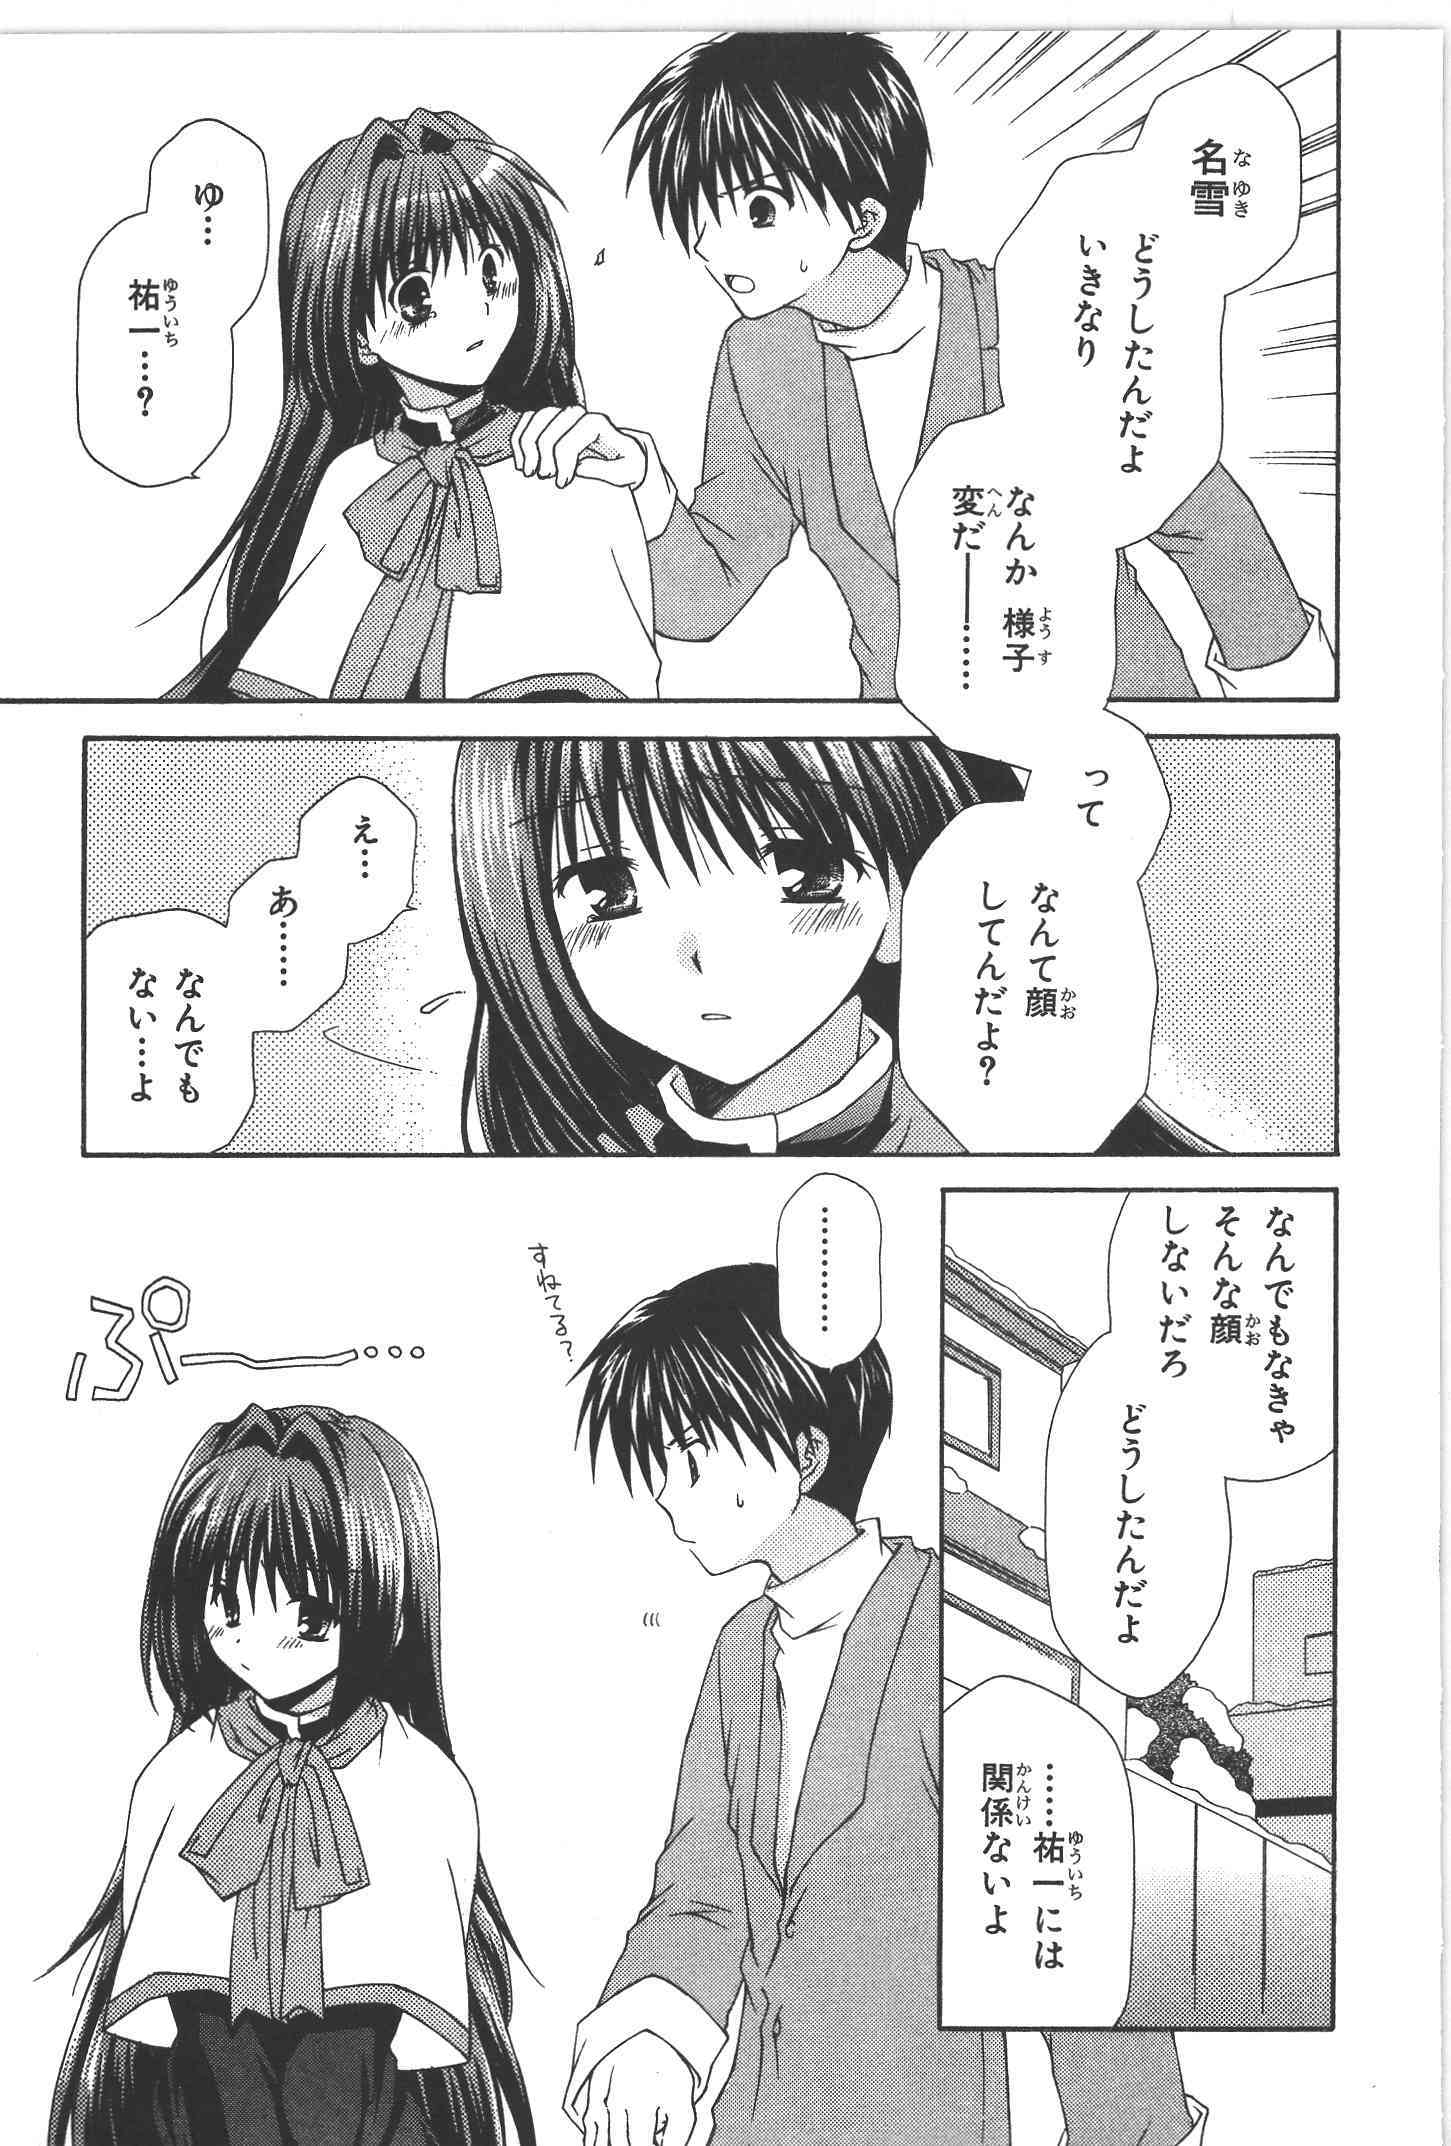 名雪
どうしたんだよ
いきなり
なんか 様子
変だ――……
ゆ…
祐一…?
って
なんて顔
してんだよ?
え…
あ……
なんでも
ない…よ
なんでもなきゃ
そんな顔
しないだろ
どうしたんだよ
……祐一には
関係ないよ
…………
すねてる?
ぷーー…